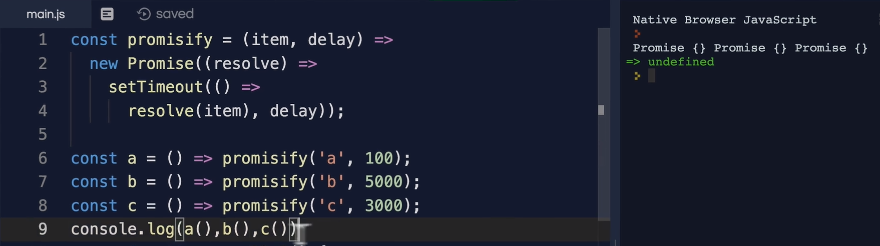 main.js saved
1 const promisify = (item, delay) =>
2 new Promise((resolve) =>
3 setTimeout(() =>
4 resolve(item), delay));
5
6 const a = () => promisify('a', 100);
7 const b = () => promisify('b', 5000);
8 const c = () => promisify('c', 3000);
9 console.log(a(),b(),c())
Native Browser JavaScript
Promise {} Promise {} Promise {}
=> undefined